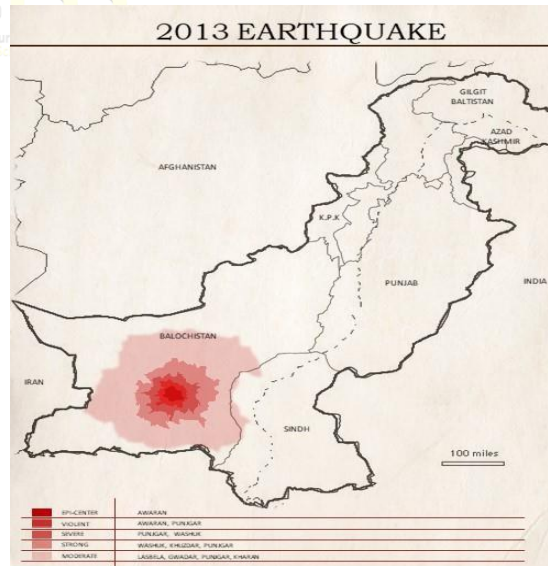 2013 EARTHQUAKE
GILGIT
BALTISTAN
AZAD
KASHMIR
AFGHANISTAN
K.P.K
PUNJAB
INDIA
BALOCHISTAN
IRAN
SINDH
100 miles
EPI-CENTER AWARAN
VIOLENT AWARAN, PUNJGAR
SEVERE PUNJGAR, WASHUK
STRONG WASHUK, KHUZDAR, PUNJGAR
MODERATE LASBELA, GWADAR, PUNJGAR, KHARAN